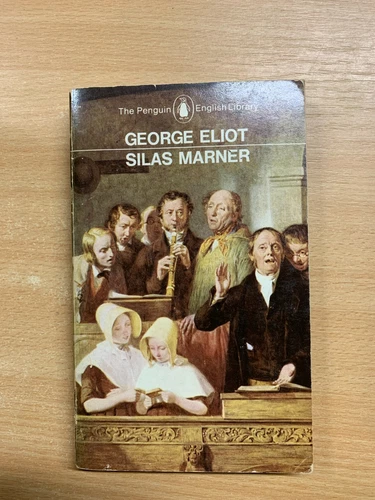 The Penguin English Library
GEORGE ELIOT
SILAS MARNER